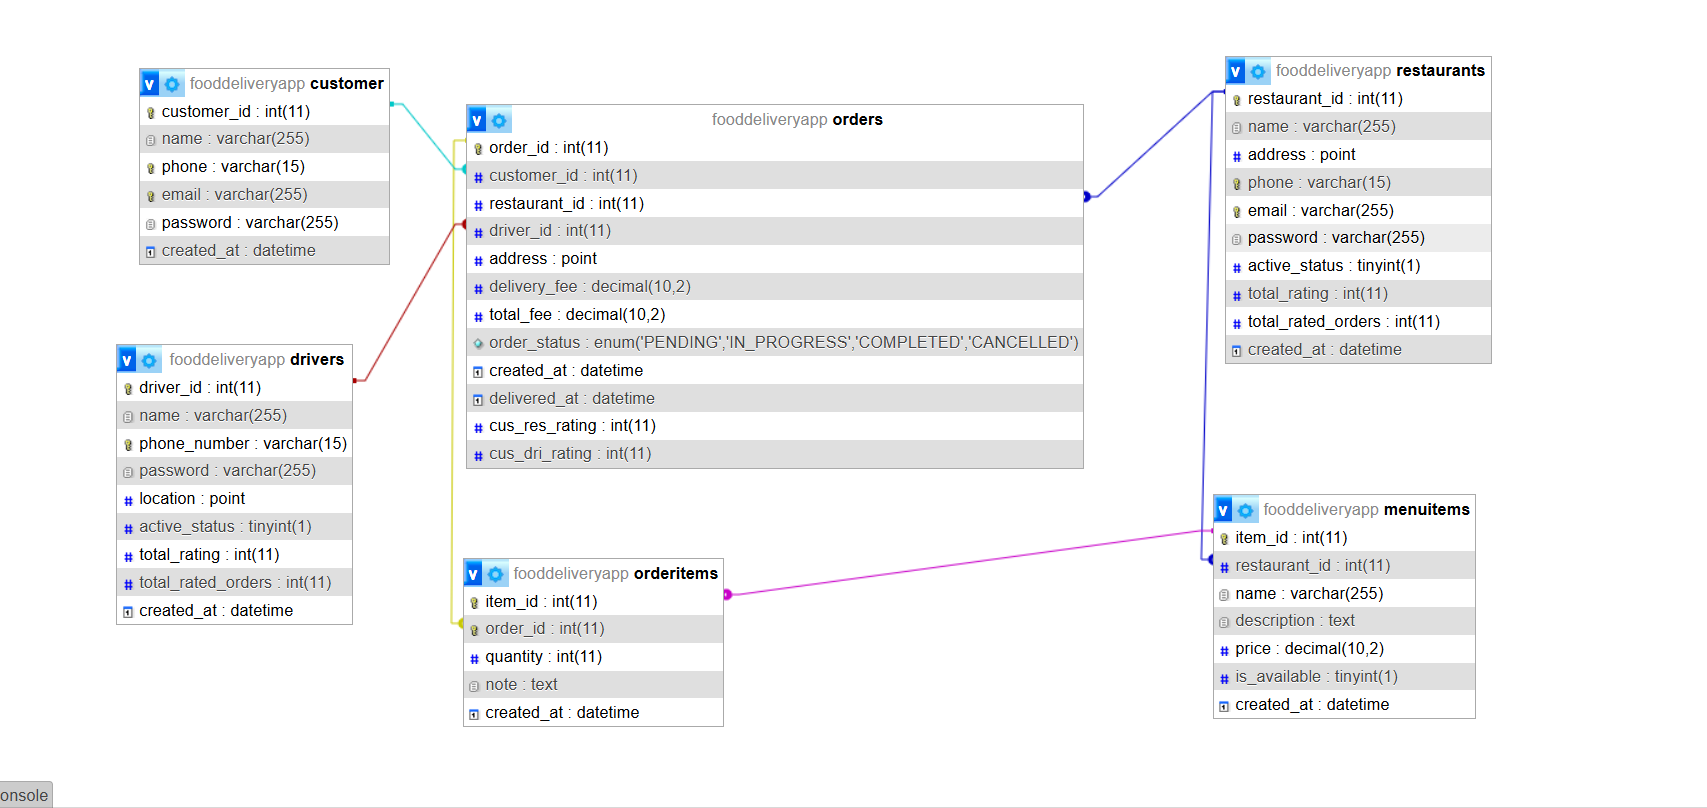 fooddeliveryapp customer
customer_id : int(11)
name : varchar(255)
phone : varchar(15)
email : varchar(255)
password : varchar(255)
created_at : datetime
fooddeliveryapp orders
order_id : int(11)
customer_id : int(11)
restaurant_id : int(11)
driver_id : int(11)
address : point
delivery_fee : decimal(10,2)
total_fee : decimal(10,2)
order_status : enum('PENDING','IN_PROGRESS','COMPLETED','CANCELLED')
created_at : datetime
delivered_at : datetime
cus_res_rating : int(11)
cus_dri_rating : int(11)
fooddeliveryapp restaurants
restaurant_id : int(11)
name : varchar(255)
address : point
phone : varchar(15)
email : varchar(255)
password : varchar(255)
active_status : tinyint(1)
total_rating : int(11)
total_rated_orders : int(11)
created_at : datetime
fooddeliveryapp drivers
driver_id : int(11)
name : varchar(255)
phone_number : varchar(15)
password : varchar(255)
location : point
active_status : tinyint(1)
total_rating : int(11)
total_rated_orders : int(11)
created_at : datetime
fooddeliveryapp orderitems
item_id : int(11)
order_id : int(11)
quantity : int(11)
note : text
created_at : datetime
fooddeliveryapp menuitems
item_id : int(11)
restaurant_id : int(11)
name : varchar(255)
description : text
price : decimal(10,2)
is_available : tinyint(1)
created_at : datetime
onsole